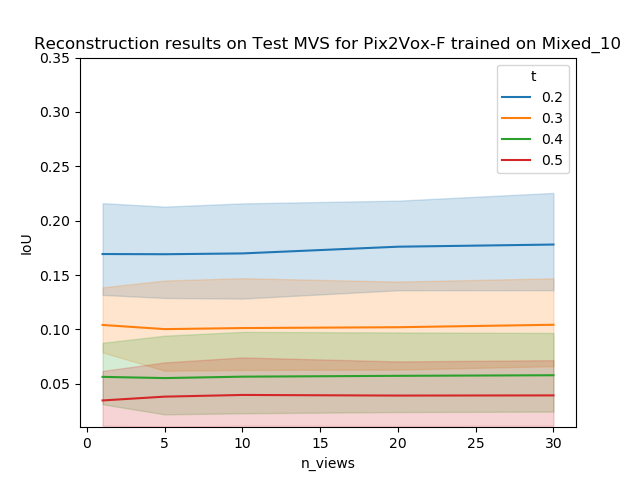 Reconstruction results on Test MVS for Pix2Vox-F trained on Mixed_10
0.35
0.30
0.25
0.20
0.15
0.10
0.05
IoU
t
0.2
0.3
0.4
0.5
0 5 10 15 20 25 30
n_views